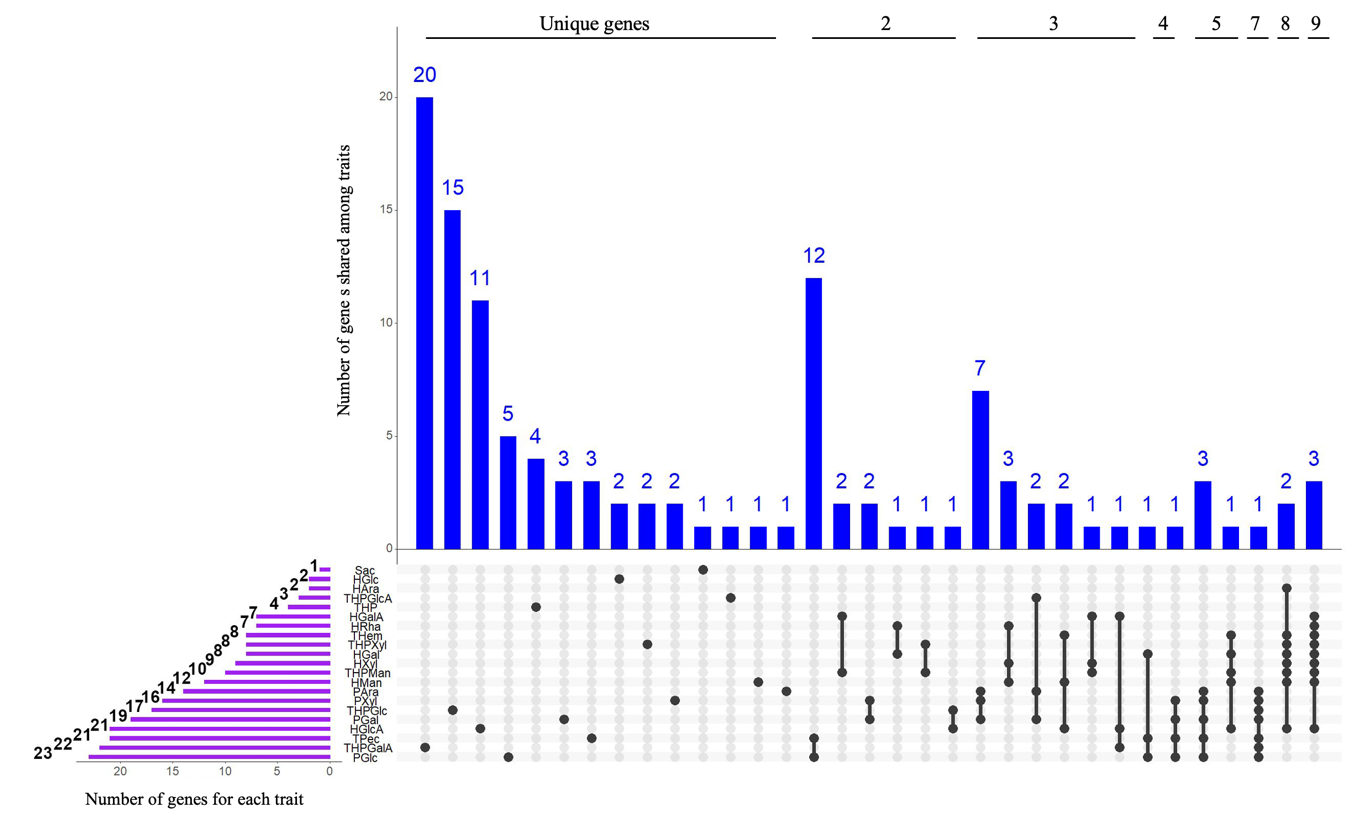 Unique genes 2 3 4 5 7 8 9
Number of gene s shared among traits
20
15
10
5
0
20 15 11 5 4 3 3 2 2 2 1 1 1 1 12 2 2 1 1 1 7 3 2 2 1 1 1 1 3 1 1 2 3
1 Sac
2 HGlc
2 HAra
3 THPGlcA
4 THP
7 HGalA
7 HRha
8 THem
8 THPXyl
8 HGal
9 HXyl
10 THPMan
12 HMan
14 PAra
16 PXyl
17 THPGlc
19 PGal
21 HGlcA
21 TPec
22 THPGalA
23 PGlc
20 15 10 5 0
Number of genes for each trait